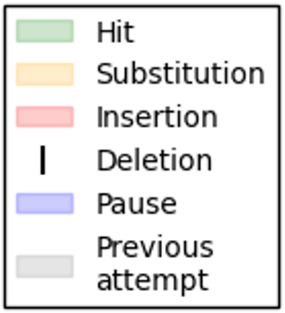 Hit
Substitution
Insertion
Deletion
Pause
Previous
attempt